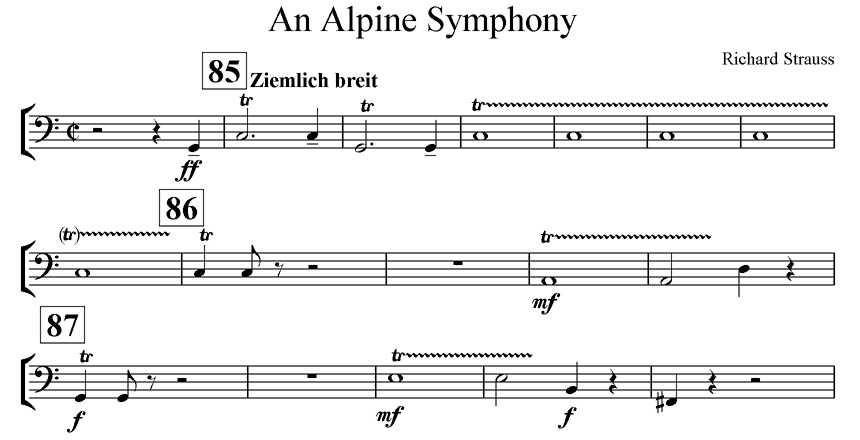 An Alpine Symphony
Richard Strauss
85 Ziemlich breit
tr tr tr
ff
86
(tr) tr tr
mf
87
tr tr
f mf f